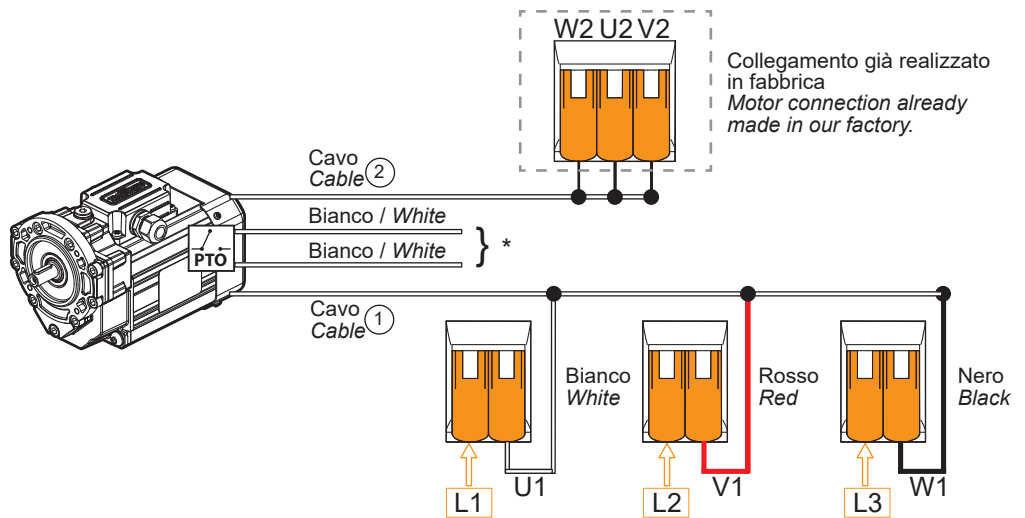 W2 U2 V2
Collegamento già realizzato
in fabbrica
Motor connection already
made in our factory.
Cavo
Cable 2
Bianco / White
Bianco / White
} *
PTO
Cavo
Cable 1
Bianco
White
Rosso
Red
Nero
Black
L1
U1
L2
V1
L3
W1